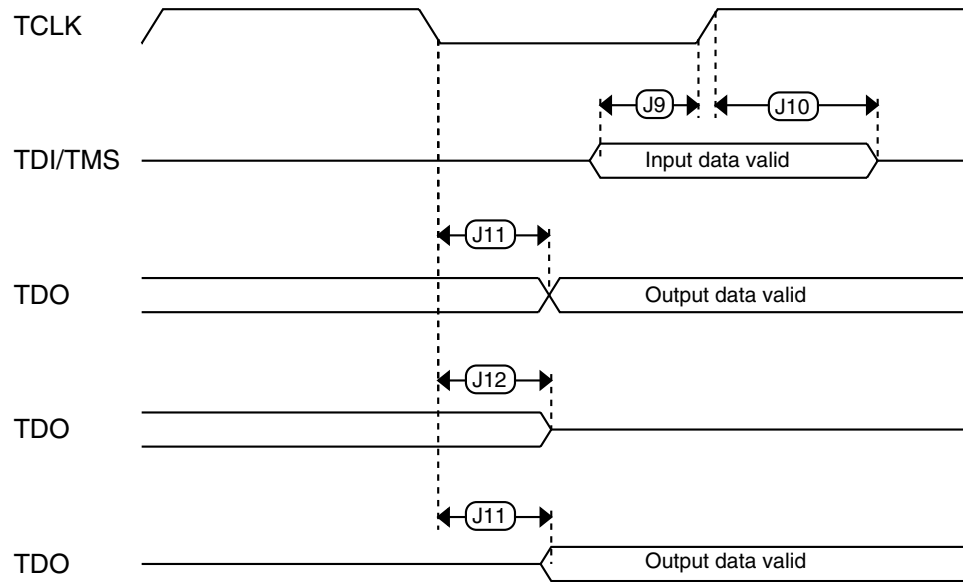 TCLK
J9
J10
TDI/TMS
Input data valid
J11
TDO
Output data valid
J12
TDO
J11
TDO
Output data valid